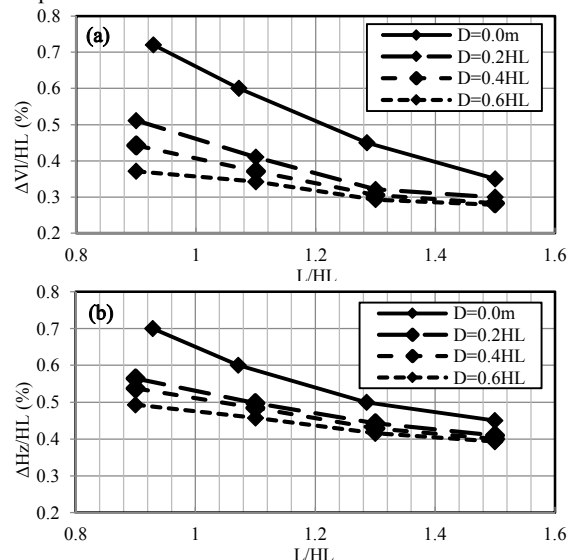 0.8
(a)
D=0.0m
0.7
D=0.2HL
D=0.4HL
0.6
D=0.6HL
0.5
ΔVl/HL (%)
0.4
0.3
0.2
0.8 1 1.2 1.4 1.6
L/HL
0.8
(b)
D=0.0m
0.7
D=0.2HL
D=0.4HL
0.6
D=0.6HL
0.5
ΔHz/HL (%)
0.4
0.3
0.2
0.8 1 1.2 1.4 1.6
L/HL